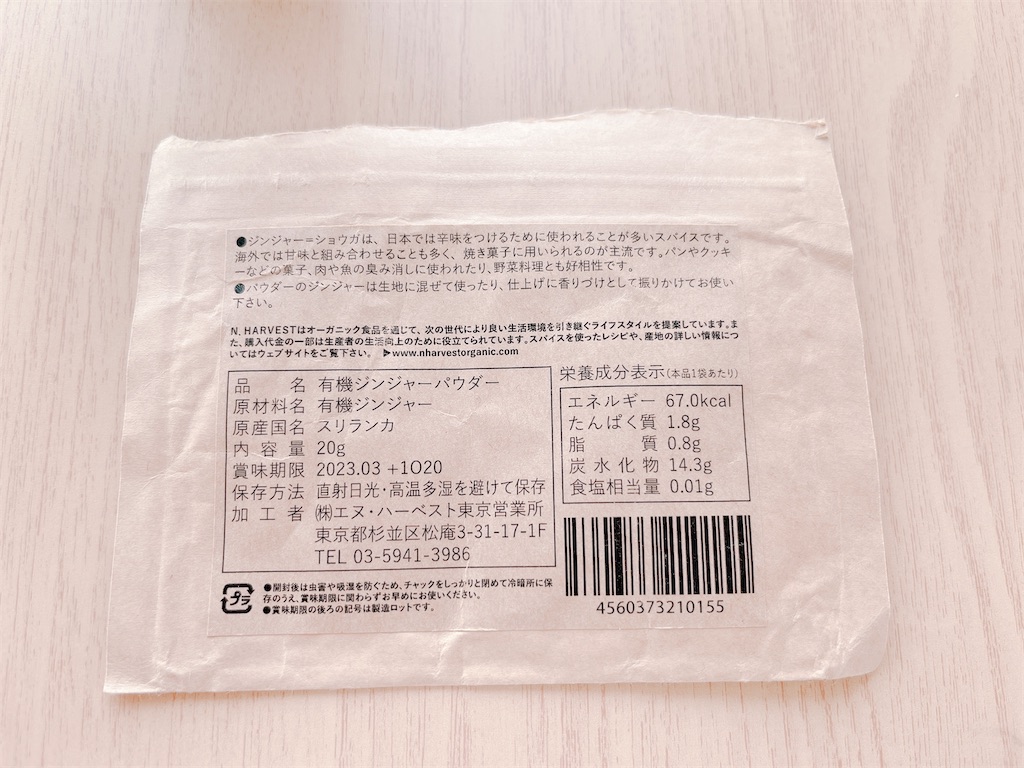 ●ジンジャー=ショウガは、日本では辛味をつけるために使われることが多いスパイスです。
海外では甘味と組み合わせることも多く、焼き菓子に用いられるのが主流です。パンやクッキ
ーなどの菓子、肉や魚の臭み消しに使われたり、野菜料理とも好相性です。
●パウダーのジンジャーは生地に混ぜて使ったり、仕上げに香りづけとして振りかけてお使い
下さい。
N. HARVESTはオーガニック食品を通じて、次の世代により良い生活環境を引き継ぐライフスタイルを提案しています。ま
た、購入代金の一部は生産者の生活向上のために役立てられています。スパイスを使ったレシピや、産地の詳しい情報につ
いてはウェブサイトをご覧下さい。 ▶www.nharvestorganic.com
品名 有機ジンジャーパウダー
原材料名 有機ジンジャー
原産国名 スリランカ
内容量 20g
賞味期限 2023.03 +1O20
保存方法 直射日光・高温多湿を避けて保存
加工者 ㈱エヌ・ハーベスト東京営業所
東京都杉並区松庵3-31-17-1F
TEL 03-5941-3986
栄養成分表示(本品1袋あたり)
エネルギー 67.0kcal
たんぱく質 1.8g
脂質 0.8g
炭水化物 14.3g
食塩相当量 0.01g
4560373210155
プラ
●開封後は虫害や吸湿を防ぐため、チャックをしっかりと閉めて冷暗所に保
存のうえ、賞味期限に関わらずお早めにお使いください。
●賞味期限の後ろの記号は製造ロットです。